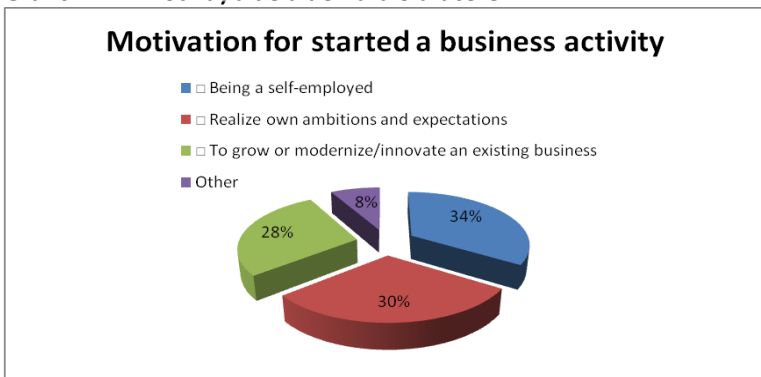 Motivation for started a business activity
□ Being a self-employed
□ Realize own ambitions and expectations
□ To grow or modernize/innovate an existing business
Other
8%
34%
28%
30%